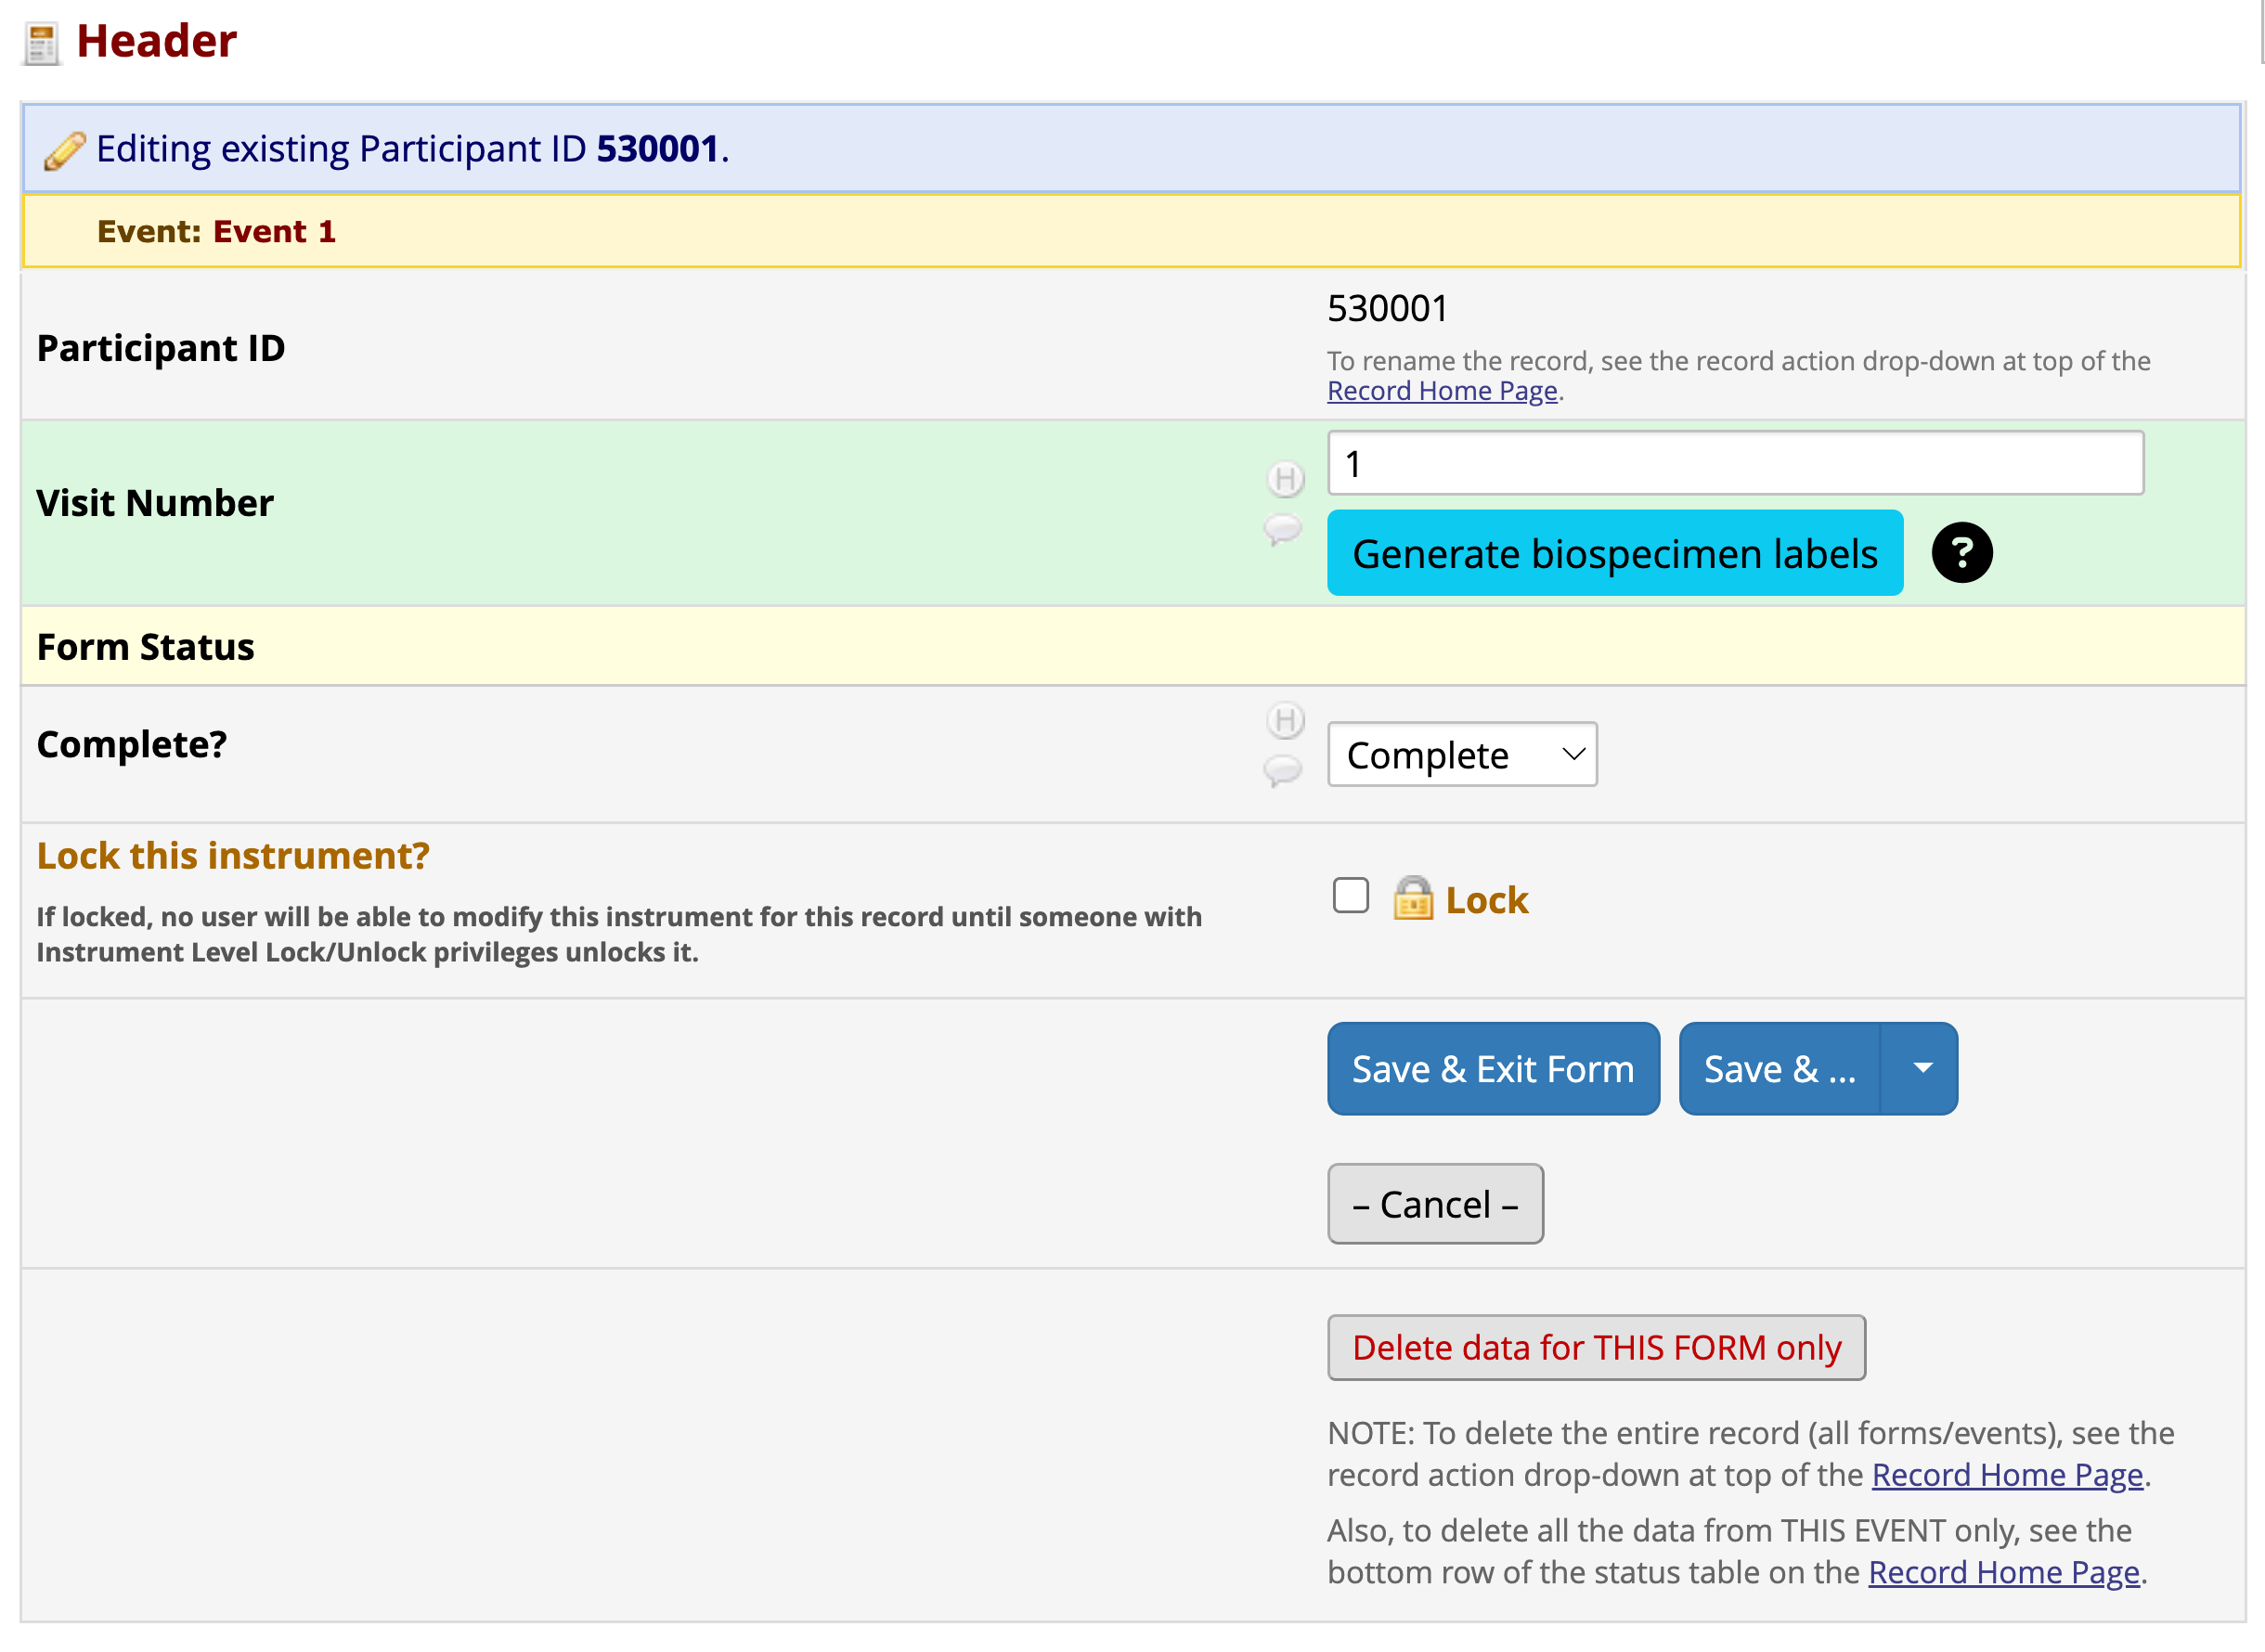 Header
Editing existing Participant ID 530001.
Event: Event 1
Participant ID
530001
To rename the record, see the record action drop-down at top of the
Record Home Page.
Visit Number
H
1
Generate biospecimen labels
?
Form Status
Complete?
H
Complete
Lock this instrument?
If locked, no user will be able to modify this instrument for this record until someone with
Instrument Level Lock/Unlock privileges unlocks it.
Lock
Save & Exit Form
Save & ...
– Cancel –
Delete data for THIS FORM only
NOTE: To delete the entire record (all forms/events), see the
record action drop-down at top of the Record Home Page.
Also, to delete all the data from THIS EVENT only, see the
bottom row of the status table on the Record Home Page.